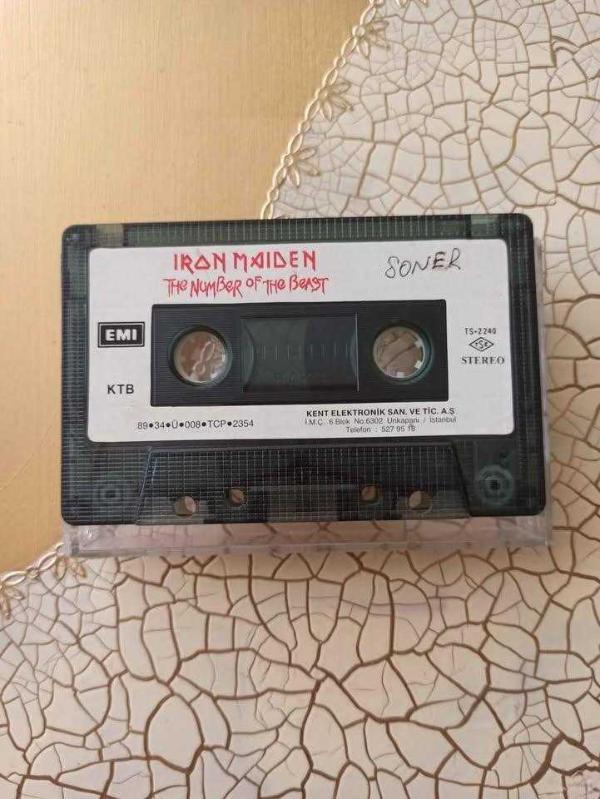 IRON MAIDEN
THE NUMBER OF THE BEAST
SONER
EMI
TS-2240
TSE
STEREO
KTB
89•34•Ü•008•TCP•2354
KENT ELEKTRONİK SAN. VE TİC. A.Ş
İ.M.Ç. 6.Blok No:6302 Unkapanı / İstanbul
Telefon : 527 95 18